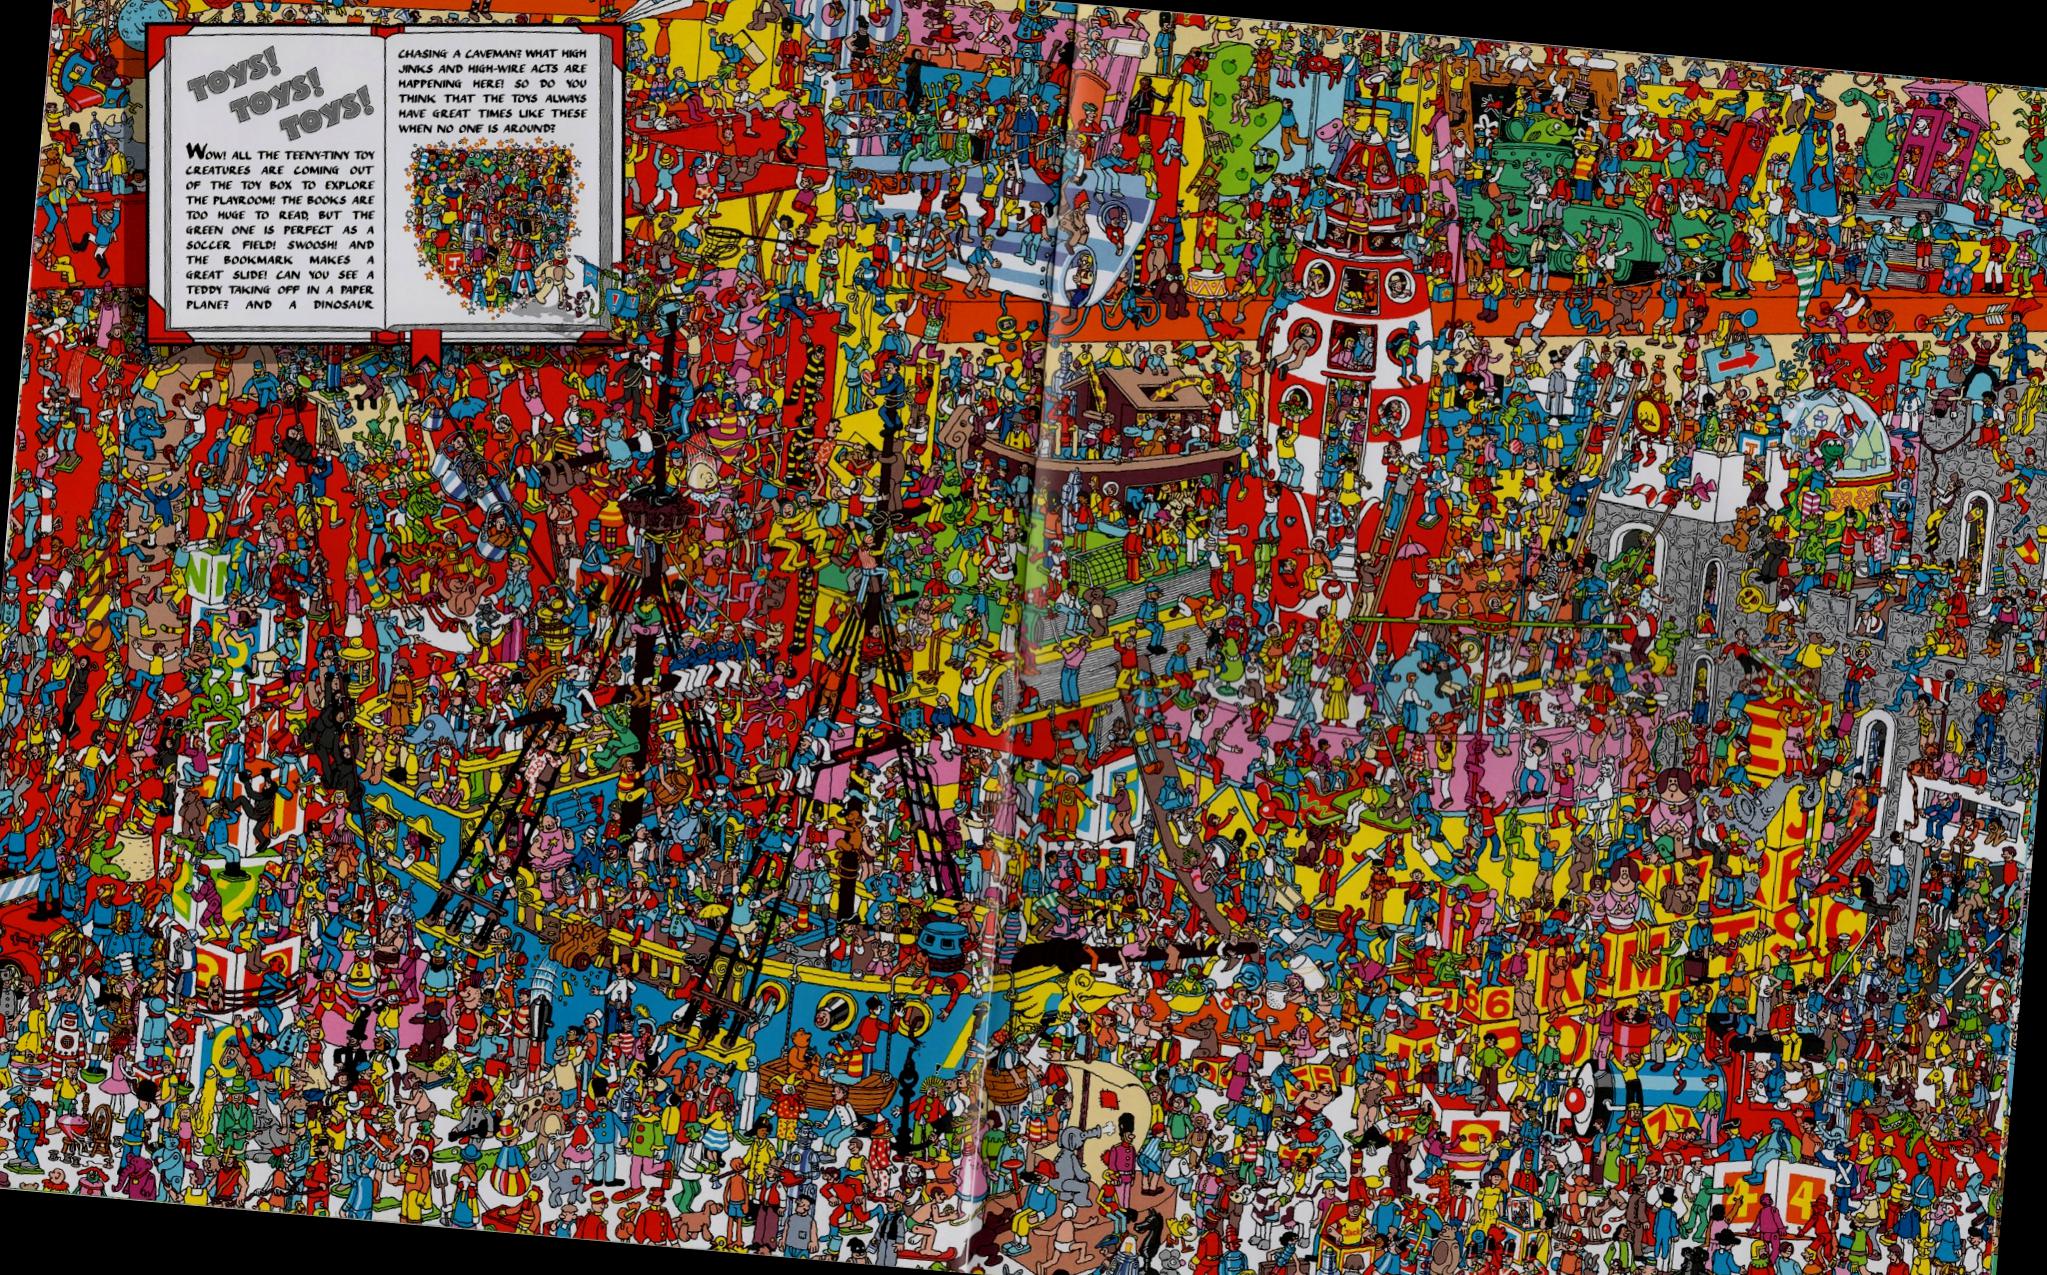 TOYS!
TOYS!
TOYS!
WOW! ALL THE TEENY-TINY TOY
CREATURES ARE COMING OUT
OF THE TOY BOX TO EXPLORE
THE PLAYROOM! THE BOOKS ARE
TOO HUGE TO READ, BUT THE
GREEN ONE IS PERFECT AS A
SOCCER FIELD! SWOOSH! AND
THE BOOKMARK MAKES A
GREAT SLIDE! CAN YOU SEE A
TEDDY TAKING OFF IN A PAPER
PLANE? AND A DINOSAUR
CHASING A CAVEMAN? WHAT HIGH
JINKS AND HIGH-WIRE ACTS ARE
HAPPENING HERE! SO DO YOU
THINK THAT THE TOYS ALWAYS
HAVE GREAT TIMES LIKE THESE
WHEN NO ONE IS AROUND?
J
N
E
J
S C
K M T
6
77
4 4